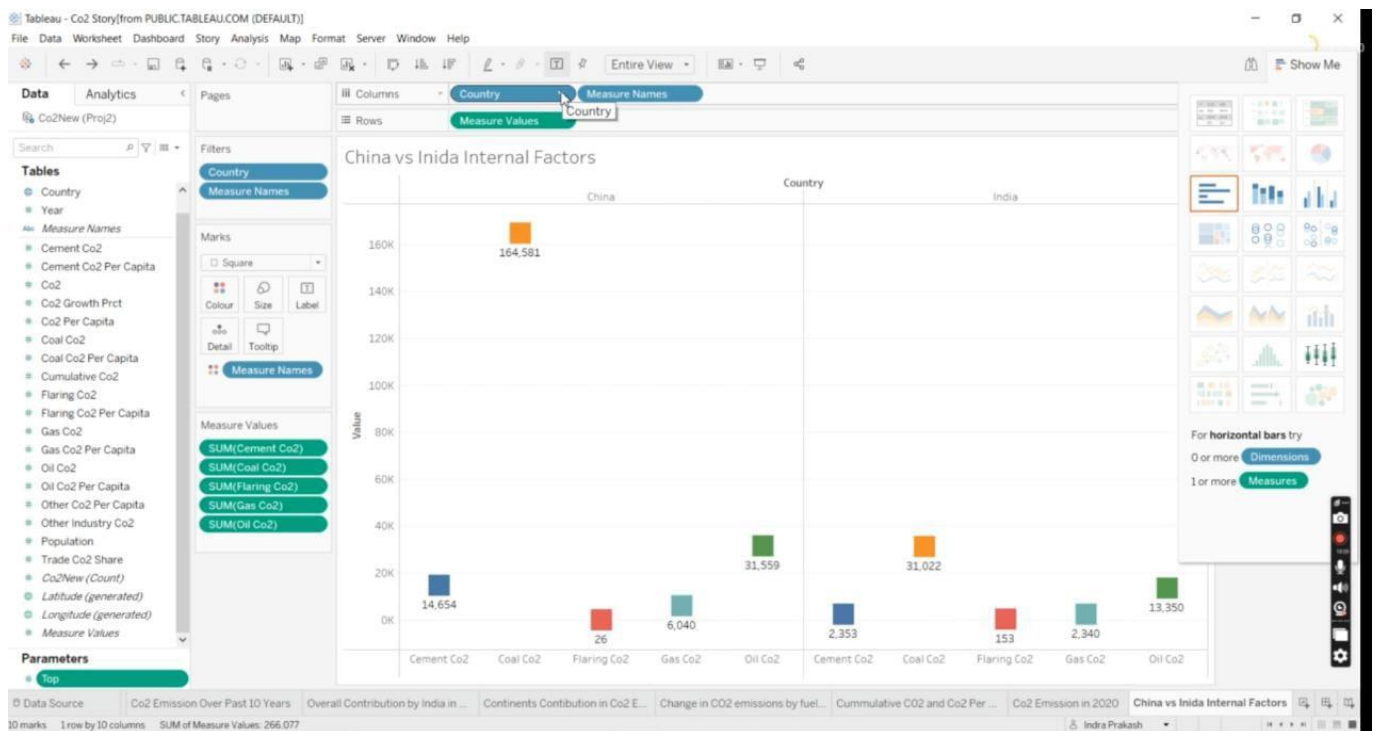 Tableau - Co2 Story[from PUBLIC.TABLEAU.COM (DEFAULT)]
File Data Worksheet Dashboard Story Analysis Map Format Server Window Help
Entire View
Show Me
Data Analytics
Co2New (Proj2)
Search
Tables
Country
Year
Abc Measure Names
Cement Co2
Cement Co2 Per Capita
Co2
Co2 Growth Prct
Co2 Per Capita
Coal Co2
Coal Co2 Per Capita
Cumulative Co2
Flaring Co2
Flaring Co2 Per Capita
Gas Co2
Gas Co2 Per Capita
Oil Co2
Oil Co2 Per Capita
Other Co2 Per Capita
Other Industry Co2
Population
Trade Co2 Share
Co2New (Count)
Latitude (generated)
Longitude (generated)
Measure Values
Parameters
Top
Pages
Filters
Country
Measure Names
Marks
Square
Colour Size Label
Detail Tooltip
Measure Names
Measure Values
SUM(Cement Co2)
SUM(Coal Co2)
SUM(Flaring Co2)
SUM(Gas Co2)
SUM(Oil Co2)
Columns Country Measure Names
Country
Rows Measure Values
China vs Inida Internal Factors
Country
China India
Value
160K
140K
120K
100K
80K
60K
40K
20K
0K
14,654
164,581
26
6,040
31,559
2,353
31,022
153
2,340
13,350
Cement Co2 Coal Co2 Flaring Co2 Gas Co2 Oil Co2 Cement Co2 Coal Co2 Flaring Co2 Gas Co2 Oil Co2
For horizontal bars try
0 or more Dimensions
1 or more Measures
Data Source Co2 Emission Over Past 10 Years Overall Contribution by India in ... Continents Contibution in Co2 E... Change in CO2 emissions by fuel... Cummulative CO2 and Co2 Per ... Co2 Emission in 2020 China vs Inida Internal Factors
10 marks 1 row by 10 columns SUM of Measure Values: 266,077
Indra Prakash